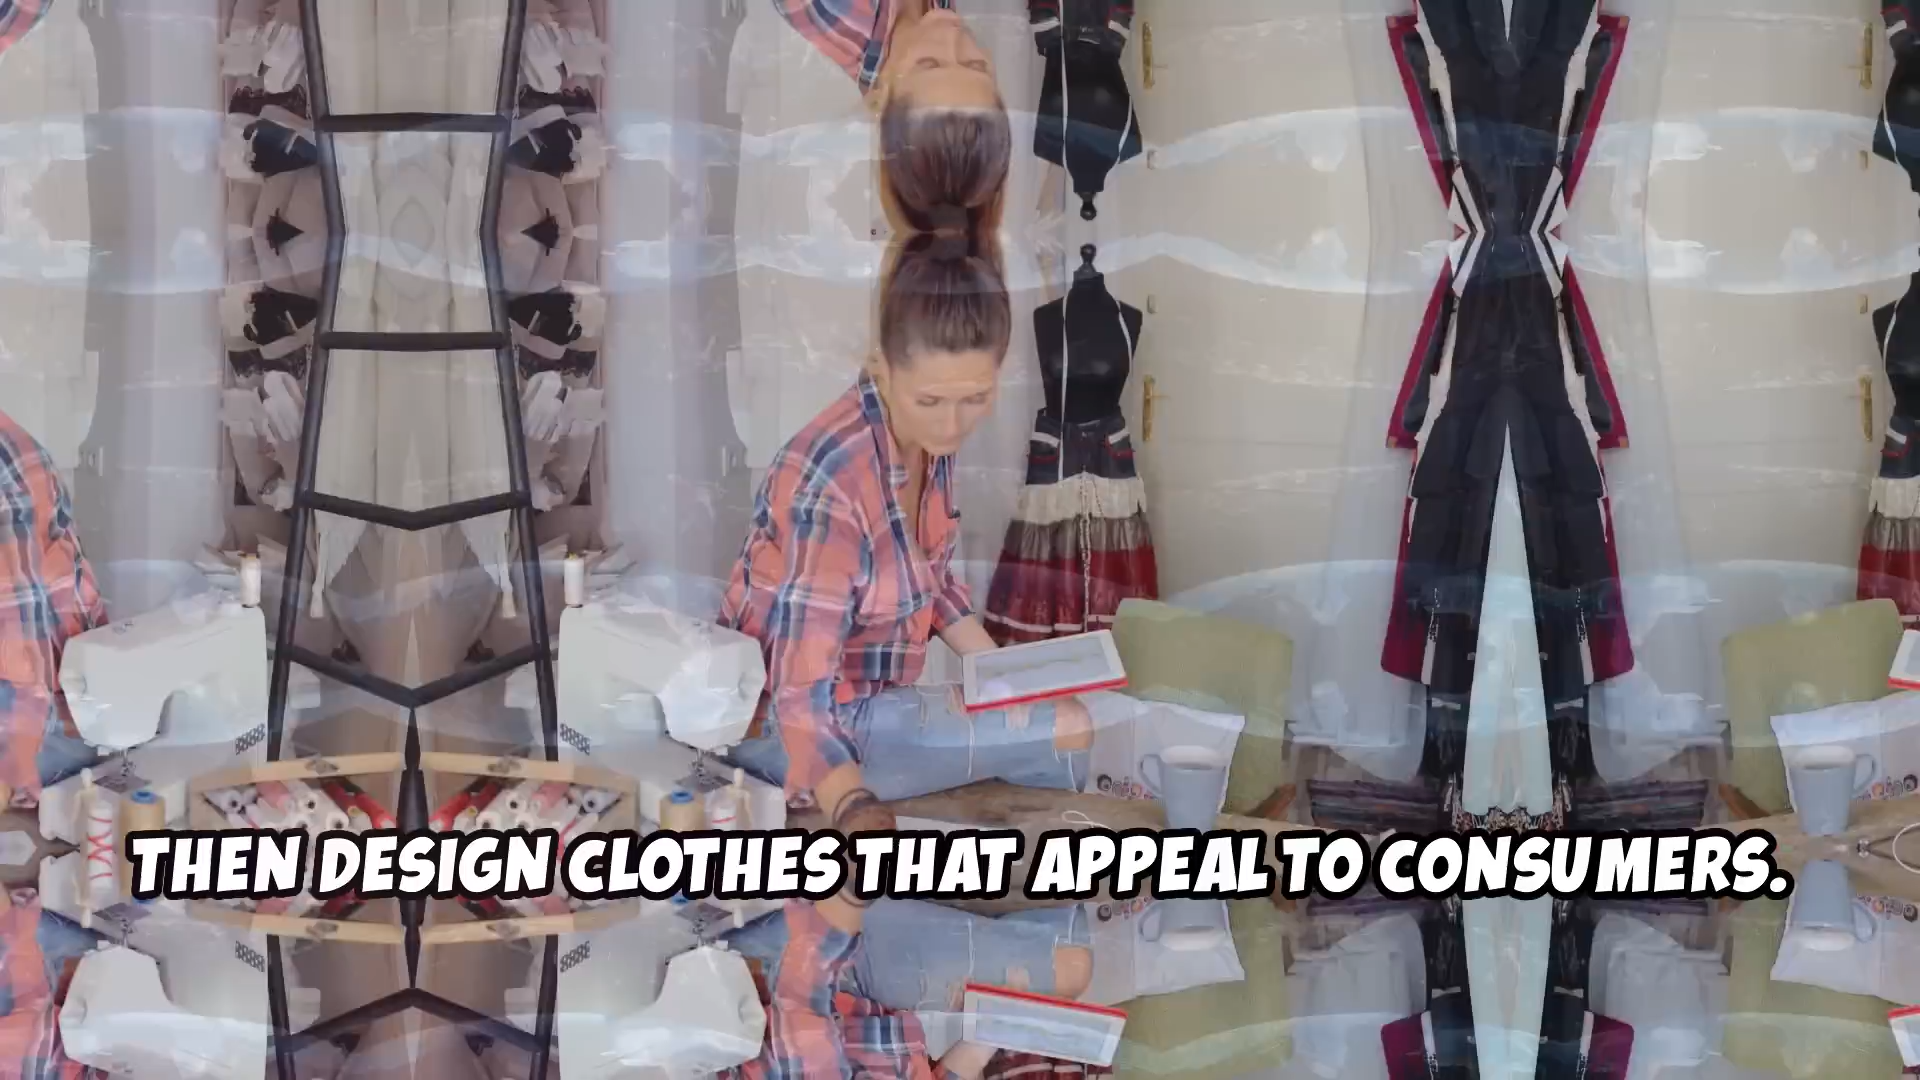 THEN DESIGN CLOTHES THAT APPEAL TO CONSUMERS.